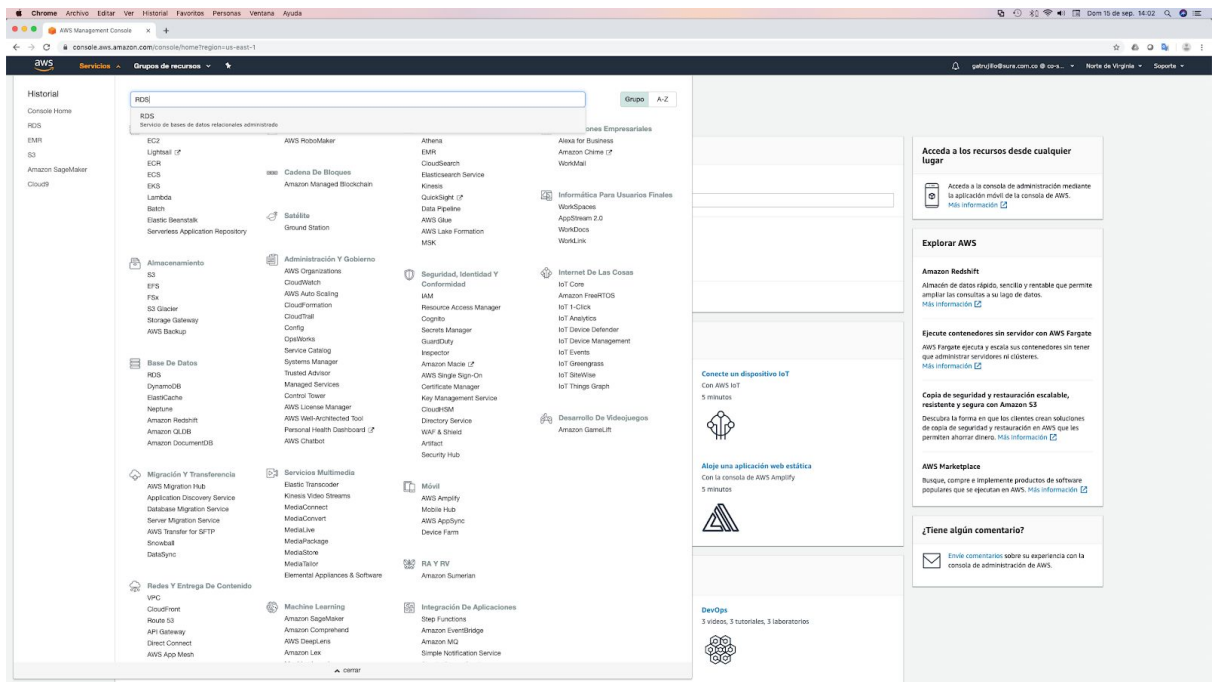 Chrome Archivo Editar Ver Historial Favoritos Personas Ventana Ayuda
Dom 15 de sep. 14:02
AWS Management Console
console.aws.amazon.com/console/home?region=us-east-1
aws Servicios Grupos de recursos
gatrujillo@sura.com.co @ co-s... Norte de Virginia Soporte
Historial
Console Home
RDS
EMR
S3
Amazon SageMaker
Cloud9
RDS
Grupo A-Z
RDS
Servicio de bases de datos relacionales administrado
EC2
Lightsail
ECR
ECS
EKS
Lambda
Batch
Elastic Beanstalk
Serverless Application Repository
Almacenamiento
S3
EFS
FSx
S3 Glacier
Storage Gateway
AWS Backup
Base De Datos
RDS
DynamoDB
ElastiCache
Neptune
Amazon Redshift
Amazon QLDB
Amazon DocumentDB
Migración Y Transferencia
AWS Migration Hub
Application Discovery Service
Database Migration Service
Server Migration Service
AWS Transfer for SFTP
Snowball
DataSync
Redes Y Entrega De Contenido
VPC
CloudFront
Route 53
API Gateway
Direct Connect
AWS App Mesh
AWS RoboMaker
Cadena De Bloques
Amazon Managed Blockchain
Satélite
Ground Station
Administración Y Gobierno
AWS Organizations
CloudWatch
AWS Auto Scaling
CloudFormation
CloudTrail
Config
OpsWorks
Service Catalog
Systems Manager
Trusted Advisor
Managed Services
Control Tower
AWS License Manager
AWS Well-Architected Tool
Personal Health Dashboard
AWS Chatbot
Servicios Multimedia
Elastic Transcoder
Kinesis Video Streams
MediaConnect
MediaConvert
MediaLive
MediaPackage
MediaStore
MediaTailor
Elemental Appliances & Software
Machine Learning
Amazon SageMaker
Amazon Comprehend
AWS DeepLens
Amazon Lex
Athena
EMR
CloudSearch
Elasticsearch Service
Kinesis
QuickSight
Data Pipeline
AWS Glue
AWS Lake Formation
MSK
Seguridad, Identidad Y
Conformidad
IAM
Resource Access Manager
Cognito
Secrets Manager
GuardDuty
Inspector
Amazon Macie
AWS Single Sign-On
Certificate Manager
Key Management Service
CloudHSM
Directory Service
WAF & Shield
Artifact
Security Hub
Móvil
AWS Amplify
Mobile Hub
AWS AppSync
Device Farm
RA Y RV
Amazon Sumerian
Integración De Aplicaciones
Step Functions
Amazon EventBridge
Amazon MQ
Simple Notification Service
ones Empresariales
Alexa for Business
Amazon Chime
WorkMail
Informática Para Usuarios Finales
WorkSpaces
AppStream 2.0
WorkDocs
WorkLink
Internet De Las Cosas
IoT Core
Amazon FreeRTOS
IoT 1-Click
IoT Analytics
IoT Device Defender
IoT Device Management
IoT Events
IoT Greengrass
IoT SiteWise
IoT Things Graph
Desarrollo De Videojuegos
Amazon GameLift
cerrar
Conecte un dispositivo IoT
Con AWS IoT
5 minutos
Aloje una aplicación web estática
Con la consola de AWS Amplify
5 minutos
DevOps
3 vídeos, 3 tutoriales, 3 laboratorios
Acceda a los recursos desde cualquier
lugar
Acceda a la consola de administración mediante
la aplicación móvil de la consola de AWS.
Más información
Explorar AWS
Amazon Redshift
Almacén de datos rápido, sencillo y rentable que permite
ampliar las consultas a su lago de datos.
Más información
Ejecute contenedores sin servidor con AWS Fargate
AWS Fargate ejecuta y escala sus contenedores sin tener
que administrar servidores ni clústeres.
Más información
Copia de seguridad y restauración escalable,
resistente y segura con Amazon S3
Descubra la forma en que los clientes crean soluciones
de copia de seguridad y restauración en AWS que les
permiten ahorrar dinero. Más información
AWS Marketplace
Busque, compre e implemente productos de software
populares que se ejecutan en AWS. Más información
¿Tiene algún comentario?
Envíe comentarios sobre su experiencia con la
consola de administración de AWS.